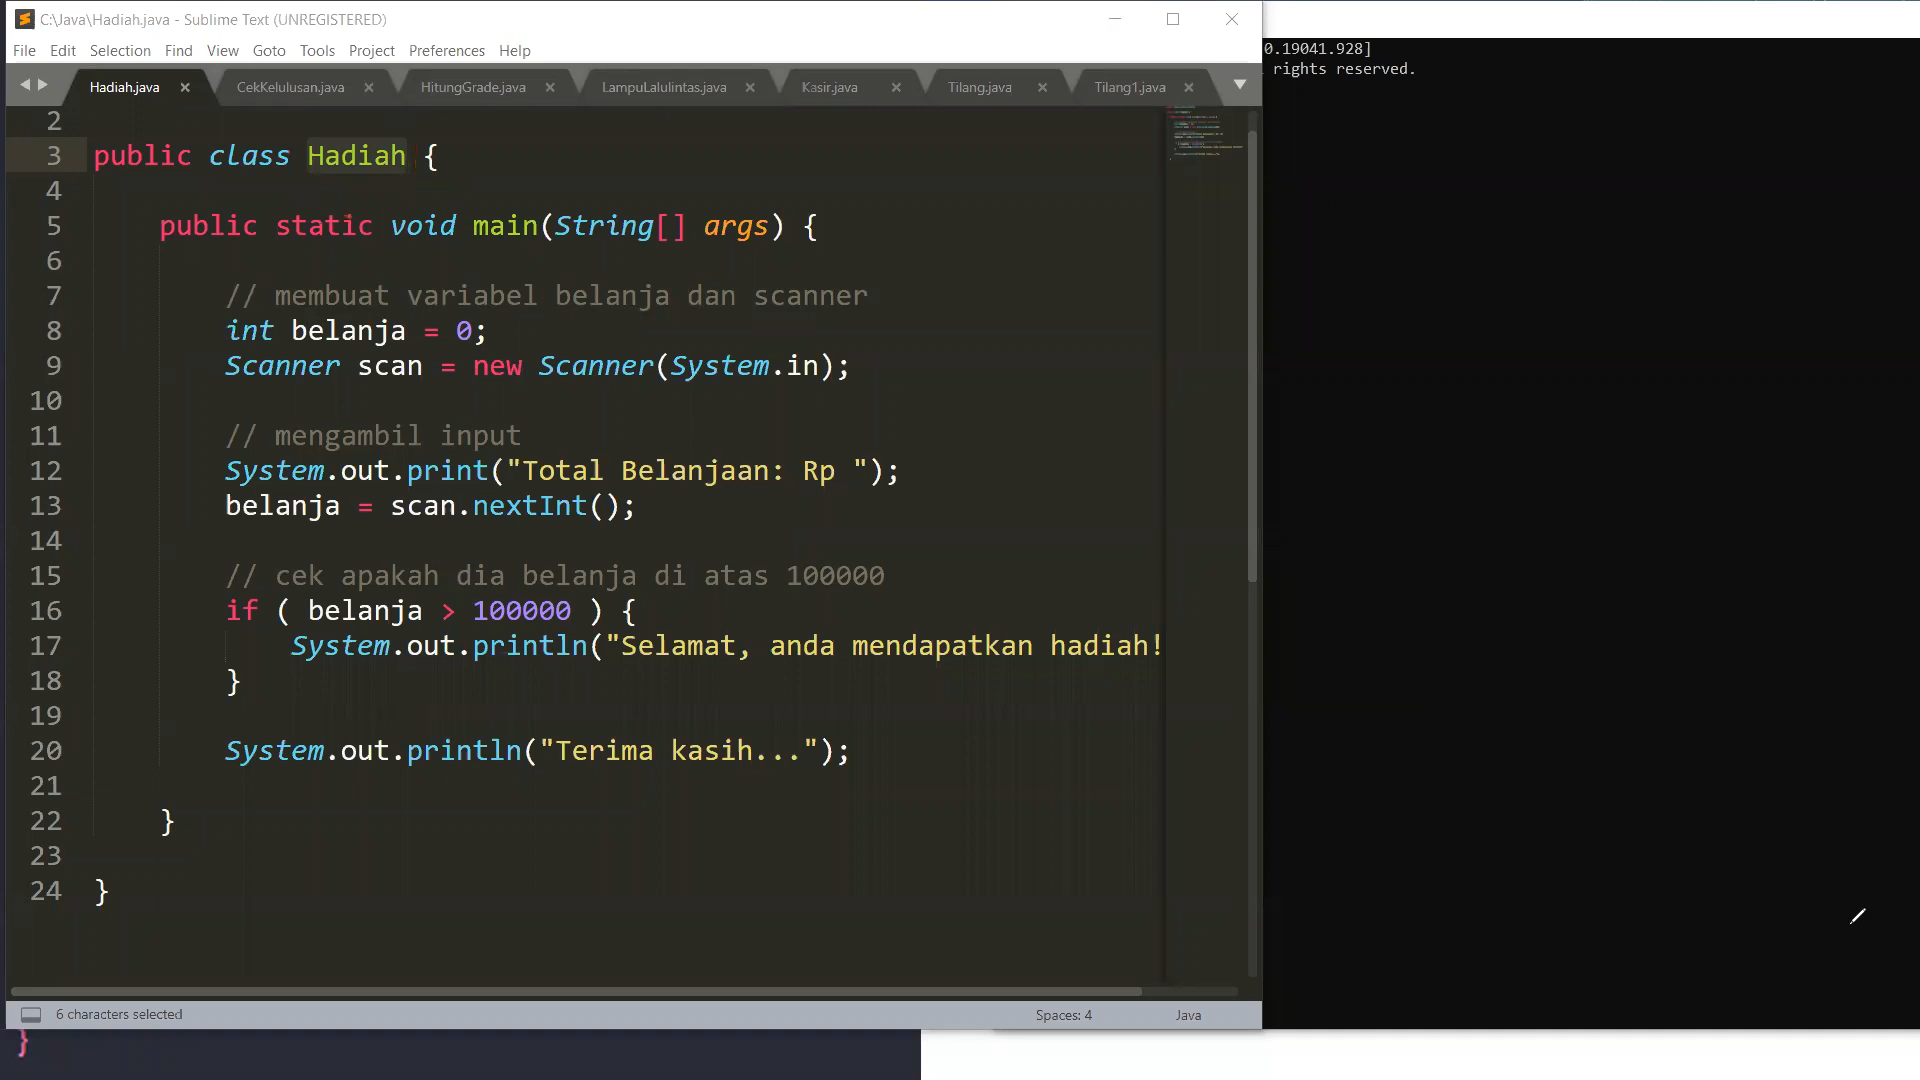 C:\Java\Hadiah.java - Sublime Text (UNREGISTERED)
File Edit Selection Find View Goto Tools Project Preferences Help
Hadiah.java CekKelulusan.java HitungGrade.java LampuLalulintas.java Kasir.java Tilang.java Tilang1.java
2
3 public class Hadiah {
4
5 public static void main(String[] args) {
6
7 // membuat variabel belanja dan scanner
8 int belanja = 0;
9 Scanner scan = new Scanner(System.in);
10
11 // mengambil input
12 System.out.print("Total Belanjaan: Rp ");
13 belanja = scan.nextInt();
14
15 // cek apakah dia belanja di atas 100000
16 if ( belanja > 100000 ) {
17 System.out.println("Selamat, anda mendapatkan hadiah!
18 }
19
20 System.out.println("Terima kasih...");
21
22 }
23
24 }
6 characters selected Spaces: 4 Java
}
0.19041.928]
rights reserved.